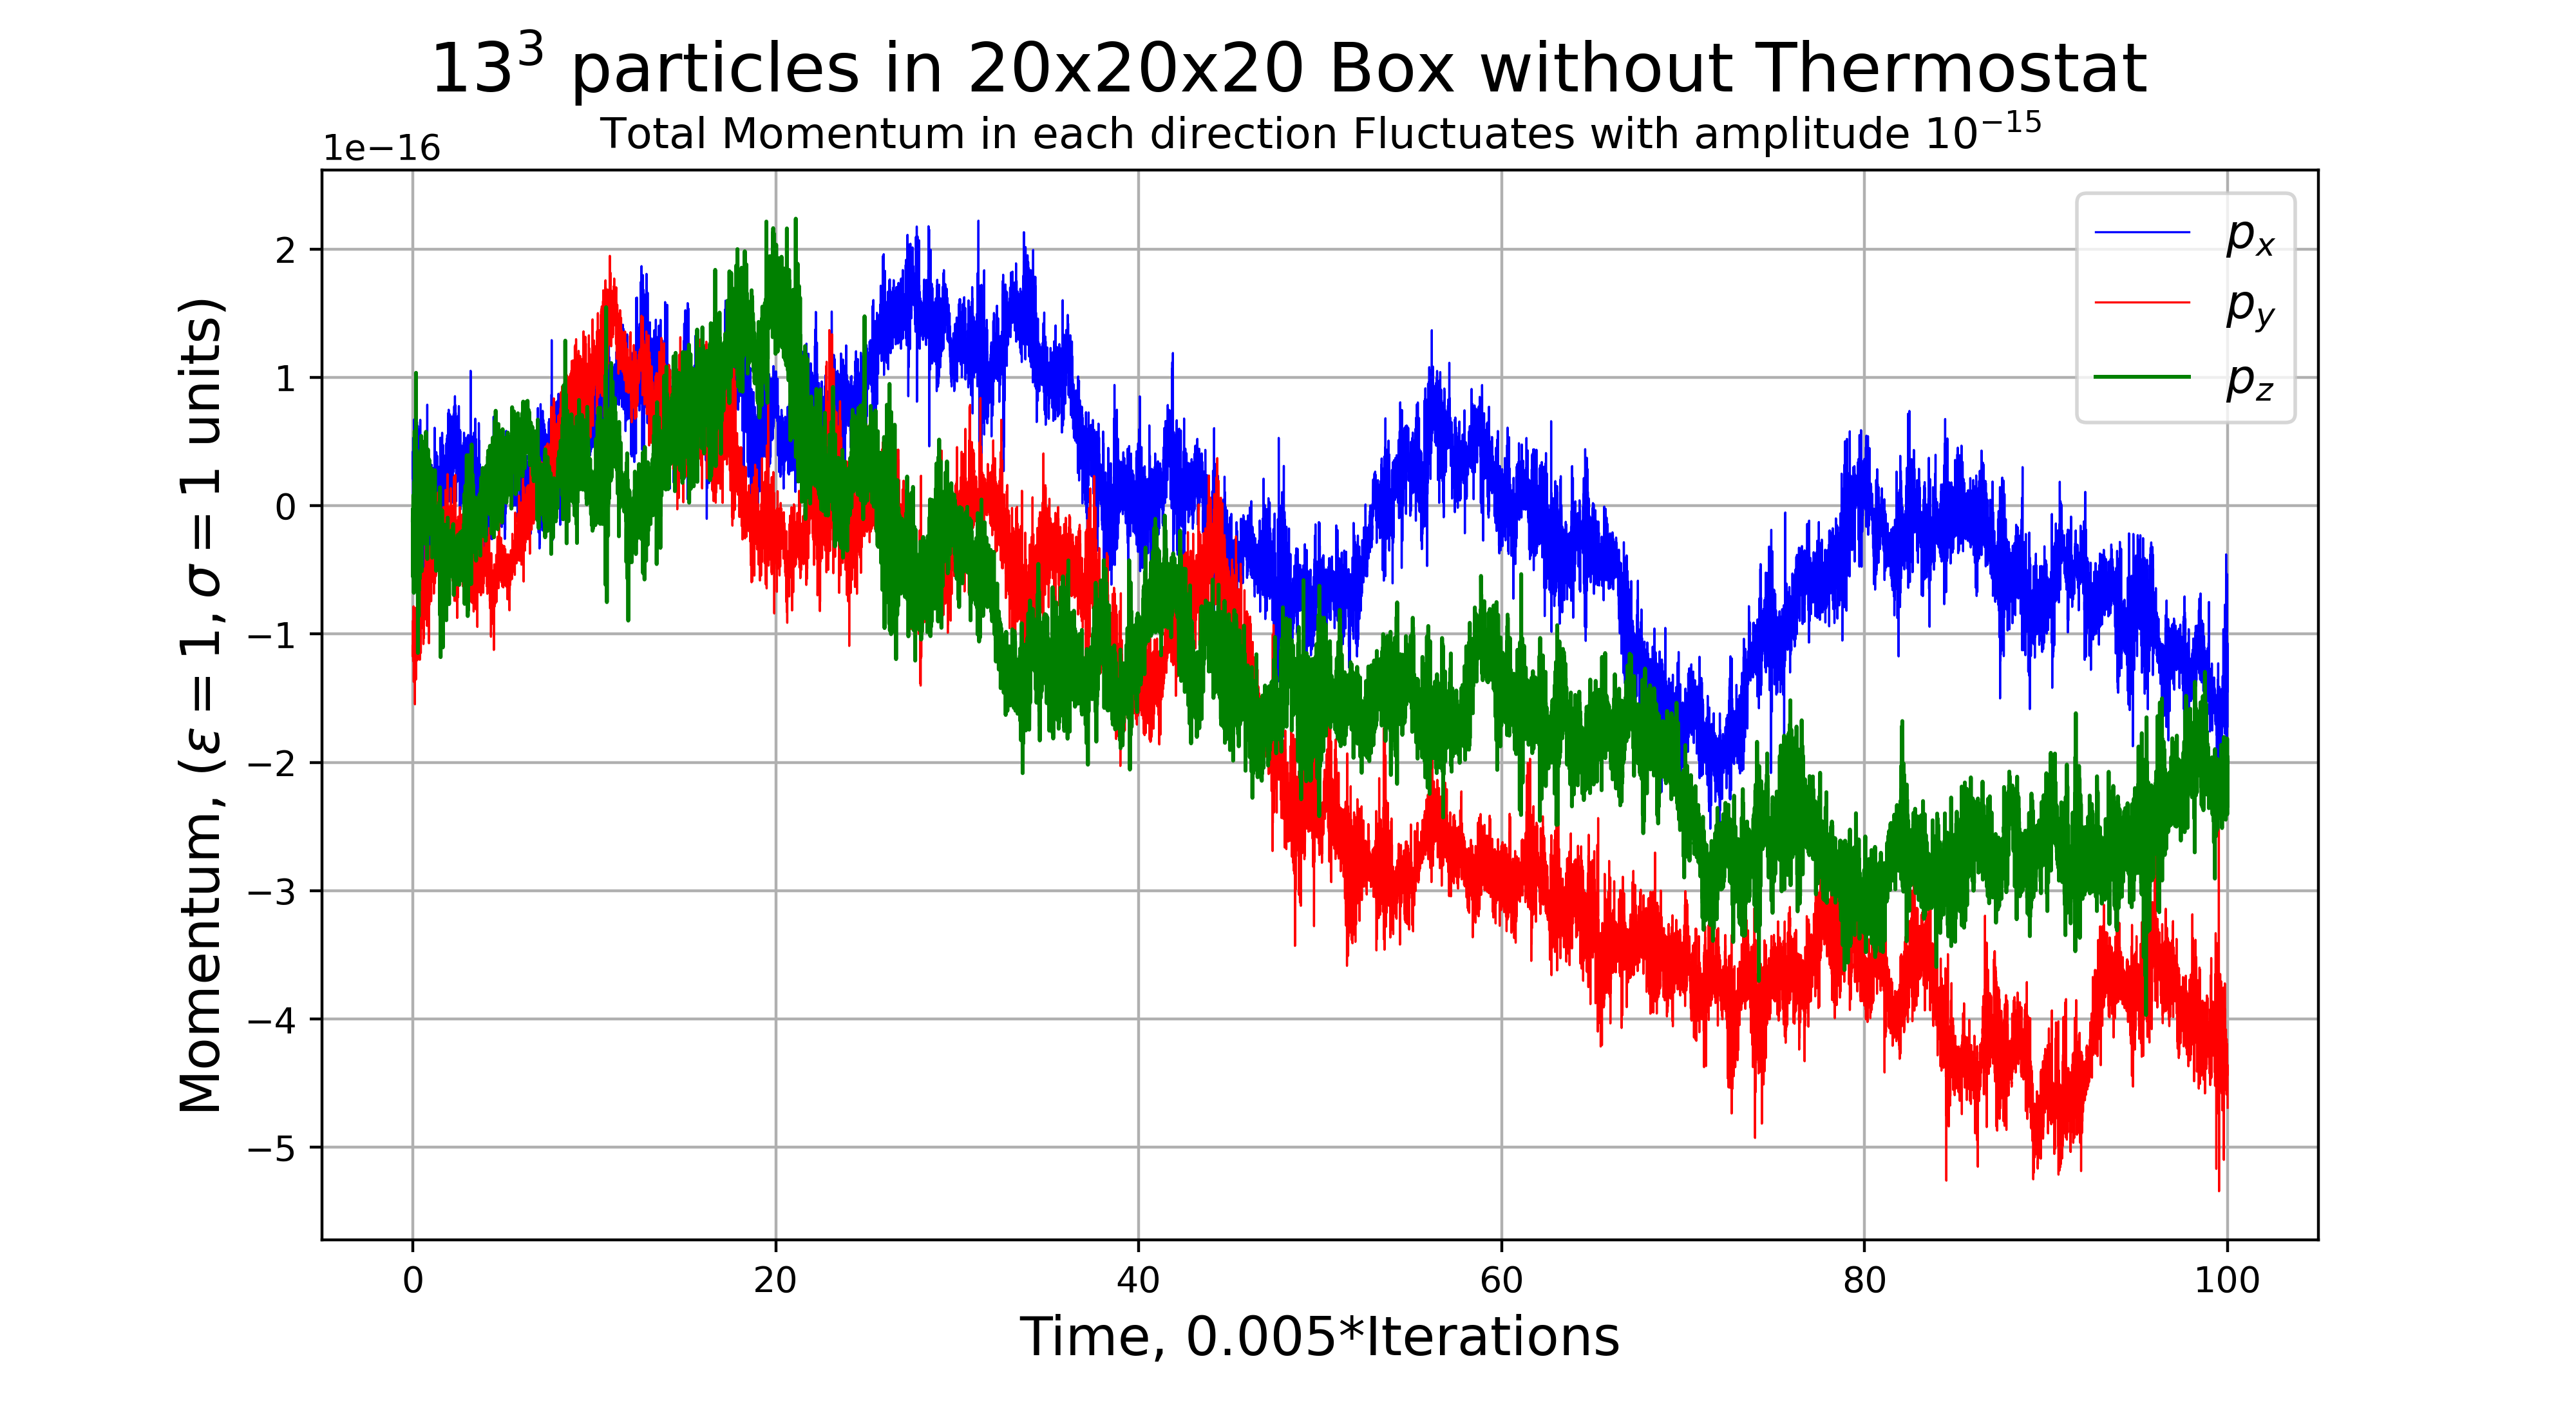 13³ particles in 20x20x20 Box without Thermostat
Total Momentum in each direction Fluctuates with amplitude 10⁻¹⁵
1e−16
Momentum, (ε = 1, σ = 1 units)
2
1
0
−1
−2
−3
−4
−5
pₓ
p_y
p_z
0 20 40 60 80 100
Time, 0.005*Iterations